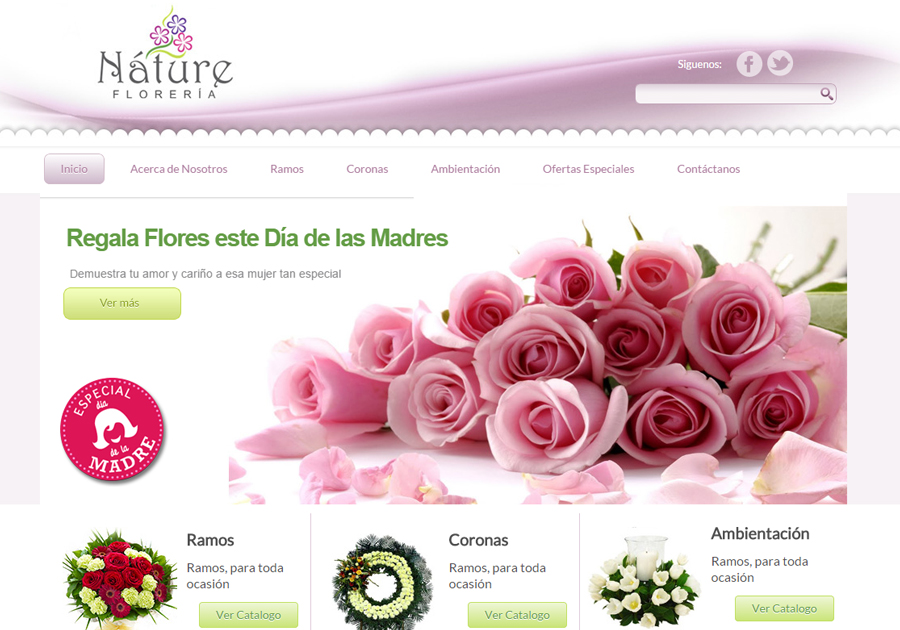 Náture
FLORERÍA
Siguenos:
Inicio
Acerca de Nosotros
Ramos
Coronas
Ambientación
Ofertas Especiales
Contáctanos
Regala Flores este Día de las Madres
Demuestra tu amor y cariño a esa mujer tan especial
Ver más
ESPECIAL
día
de la
MADRE
Ramos
Ramos, para toda
ocasión
Ver Catalogo
Coronas
Ramos, para toda
ocasión
Ver Catalogo
Ambientación
Ramos, para toda
ocasión
Ver Catalogo